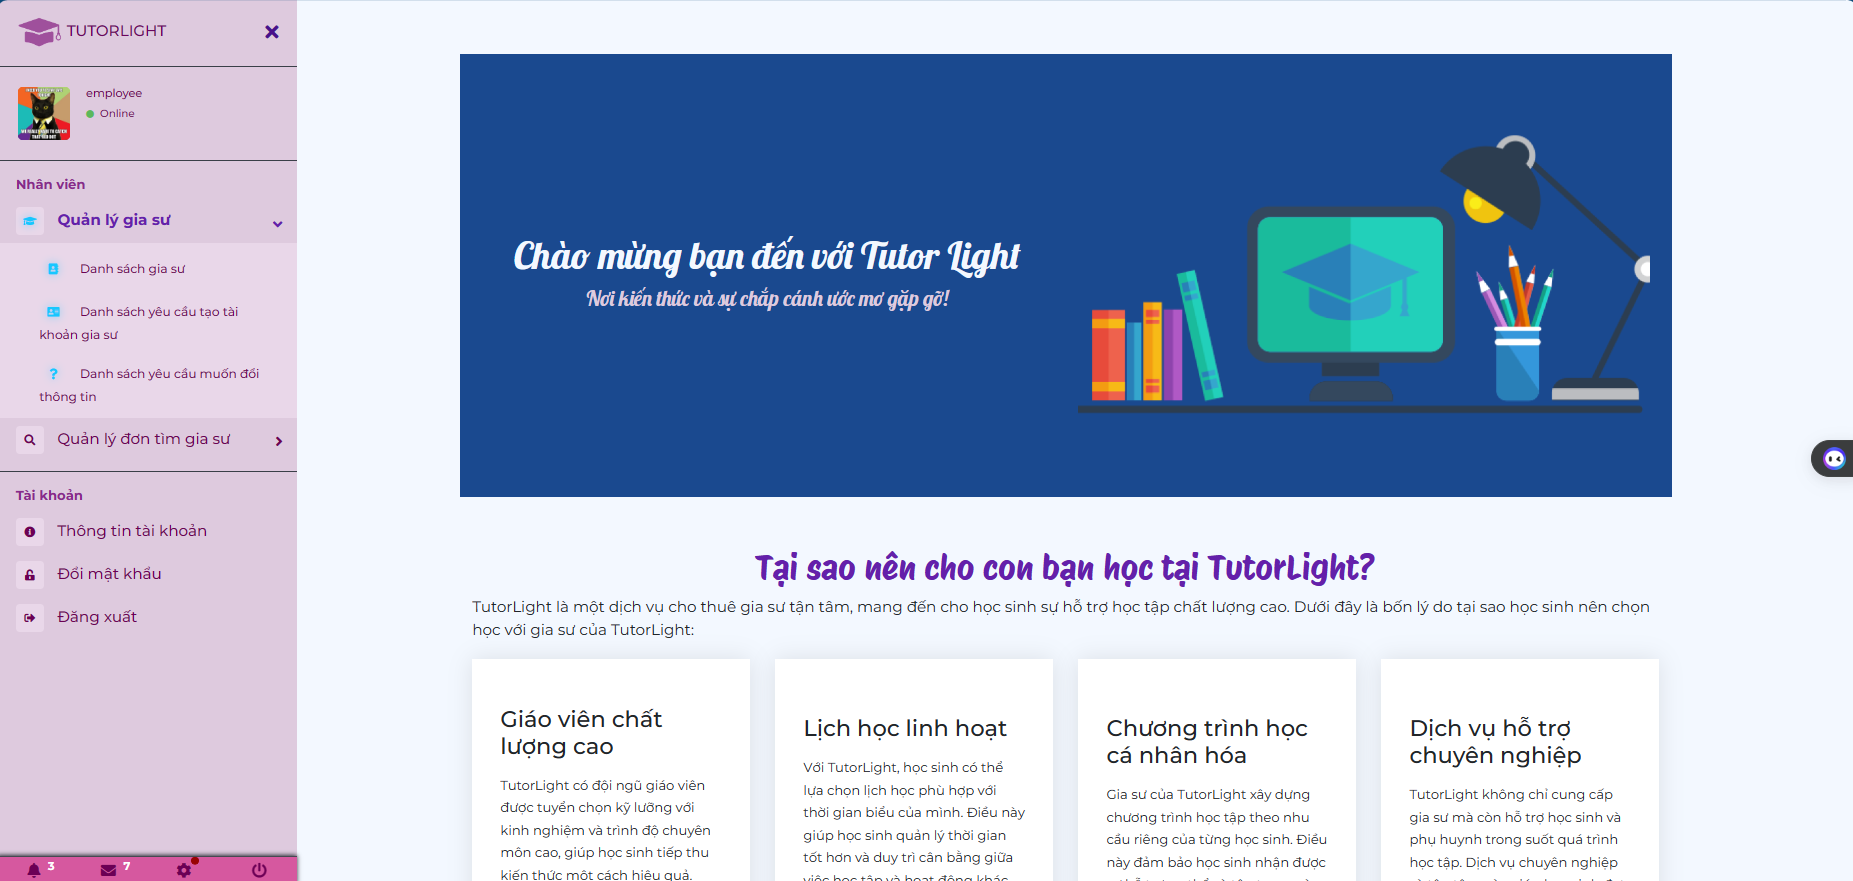 TUTORLIGHT
employee
Online
Nhân viên
Quản lý gia sư
Danh sách gia sư
Danh sách yêu cầu tạo tài
khoản gia sư
Danh sách yêu cầu muốn đổi
thông tin
Quản lý đơn tìm gia sư
Tài khoản
Thông tin tài khoản
Đổi mật khẩu
Đăng xuất
3
7
Chào mừng bạn đến với Tutor Light
Nơi kiến thức và sự chắp cánh ước mơ gặp gỡ!
Tại sao nên cho con bạn học tại TutorLight?
TutorLight là một dịch vụ cho thuê gia sư tận tâm, mang đến cho học sinh sự hỗ trợ học tập chất lượng cao. Dưới đây là bốn lý do tại sao học sinh nên chọn
học với gia sư của TutorLight:
Giáo viên chất
lượng cao
TutorLight có đội ngũ giáo viên
được tuyển chọn kỹ lưỡng với
kinh nghiệm và trình độ chuyên
môn cao, giúp học sinh tiếp thu
kiến thức một cách hiệu quả.
Lịch học linh hoạt
Với TutorLight, học sinh có thể
lựa chọn lịch học phù hợp với
thời gian biểu của mình. Điều này
giúp học sinh quản lý thời gian
tốt hơn và duy trì cân bằng giữa
việc học tập và hoạt động khác
Chương trình học
cá nhân hóa
Gia sư của TutorLight xây dựng
chương trình học tập theo nhu
cầu riêng của từng học sinh. Điều
này đảm bảo học sinh nhận được
Dịch vụ hỗ trợ
chuyên nghiệp
TutorLight không chỉ cung cấp
gia sư mà còn hỗ trợ học sinh và
phụ huynh trong suốt quá trình
học tập. Dịch vụ chuyên nghiệp